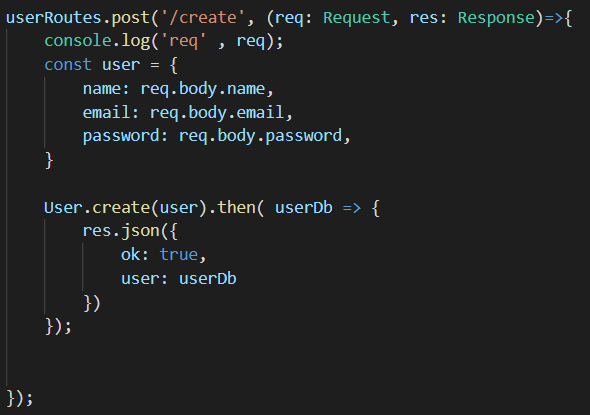 userRoutes.post('/create', (req: Request, res: Response)=>{
    console.log('req' , req);
    const user = {
        name: req.body.name,
        email: req.body.email,
        password: req.body.password,
    }

    User.create(user).then( userDb => {
        res.json({
            ok: true,
            user: userDb
        })
    });


});